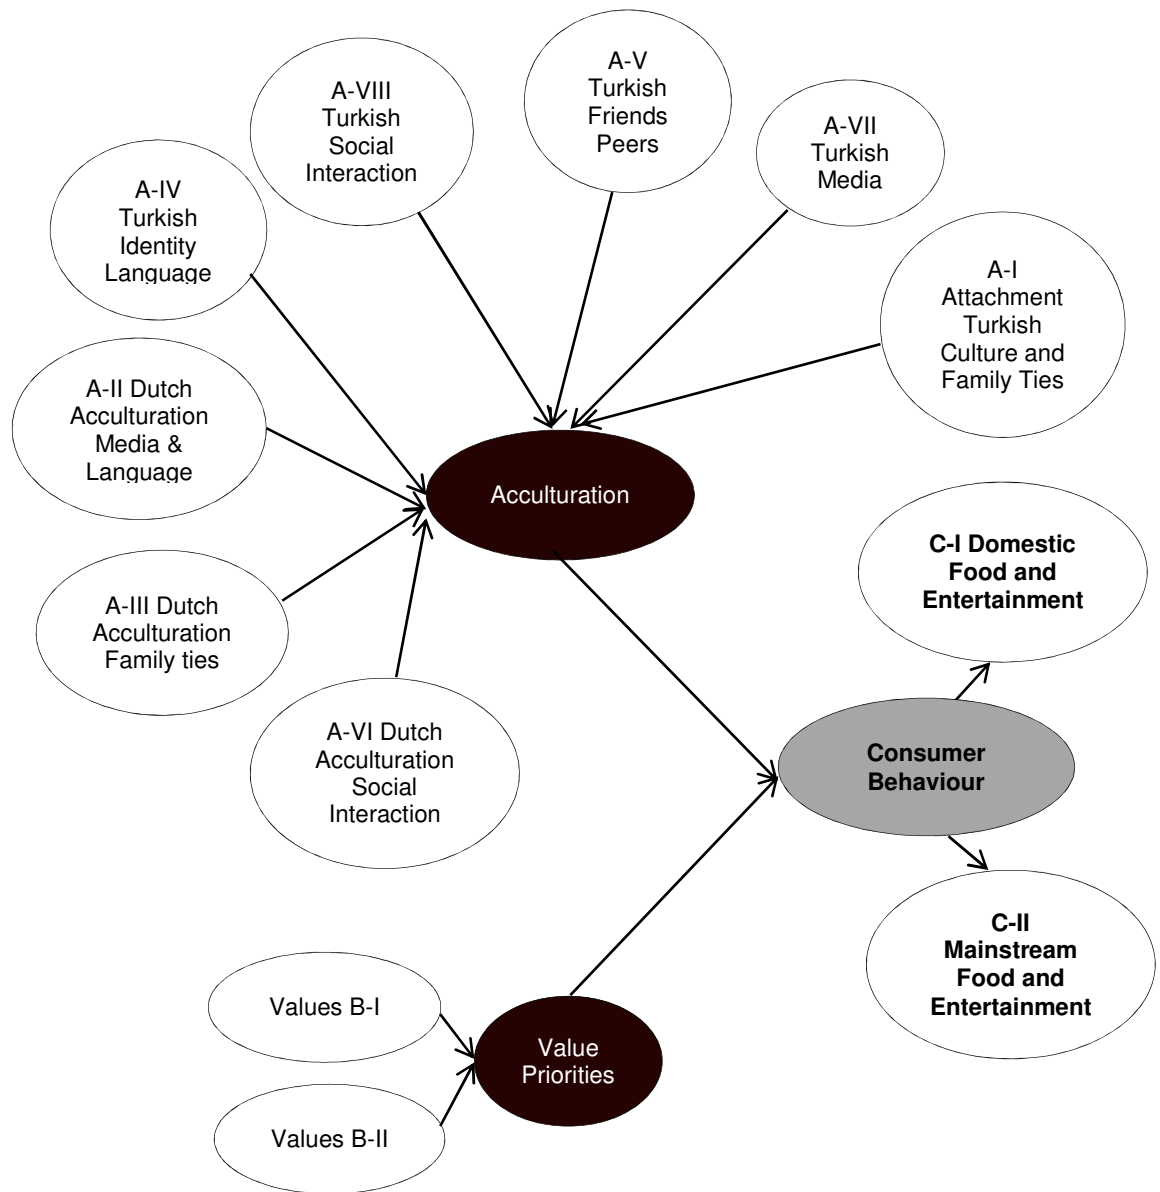 A-VIII
Turkish
Social
Interaction
A-V
Turkish
Friends
Peers
A-VII
Turkish
Media
A-IV
Turkish
Identity
Language
A-I
Attachment
Turkish
Culture and
Family Ties
A-II Dutch
Acculturation
Media &
Language
Acculturation
C-I Domestic
Food and
Entertainment
A-III Dutch
Acculturation
Family ties
A-VI Dutch
Acculturation
Social
Interaction
Consumer
Behaviour
C-II
Mainstream
Food and
Entertainment
Values B-I
Value
Priorities
Values B-II